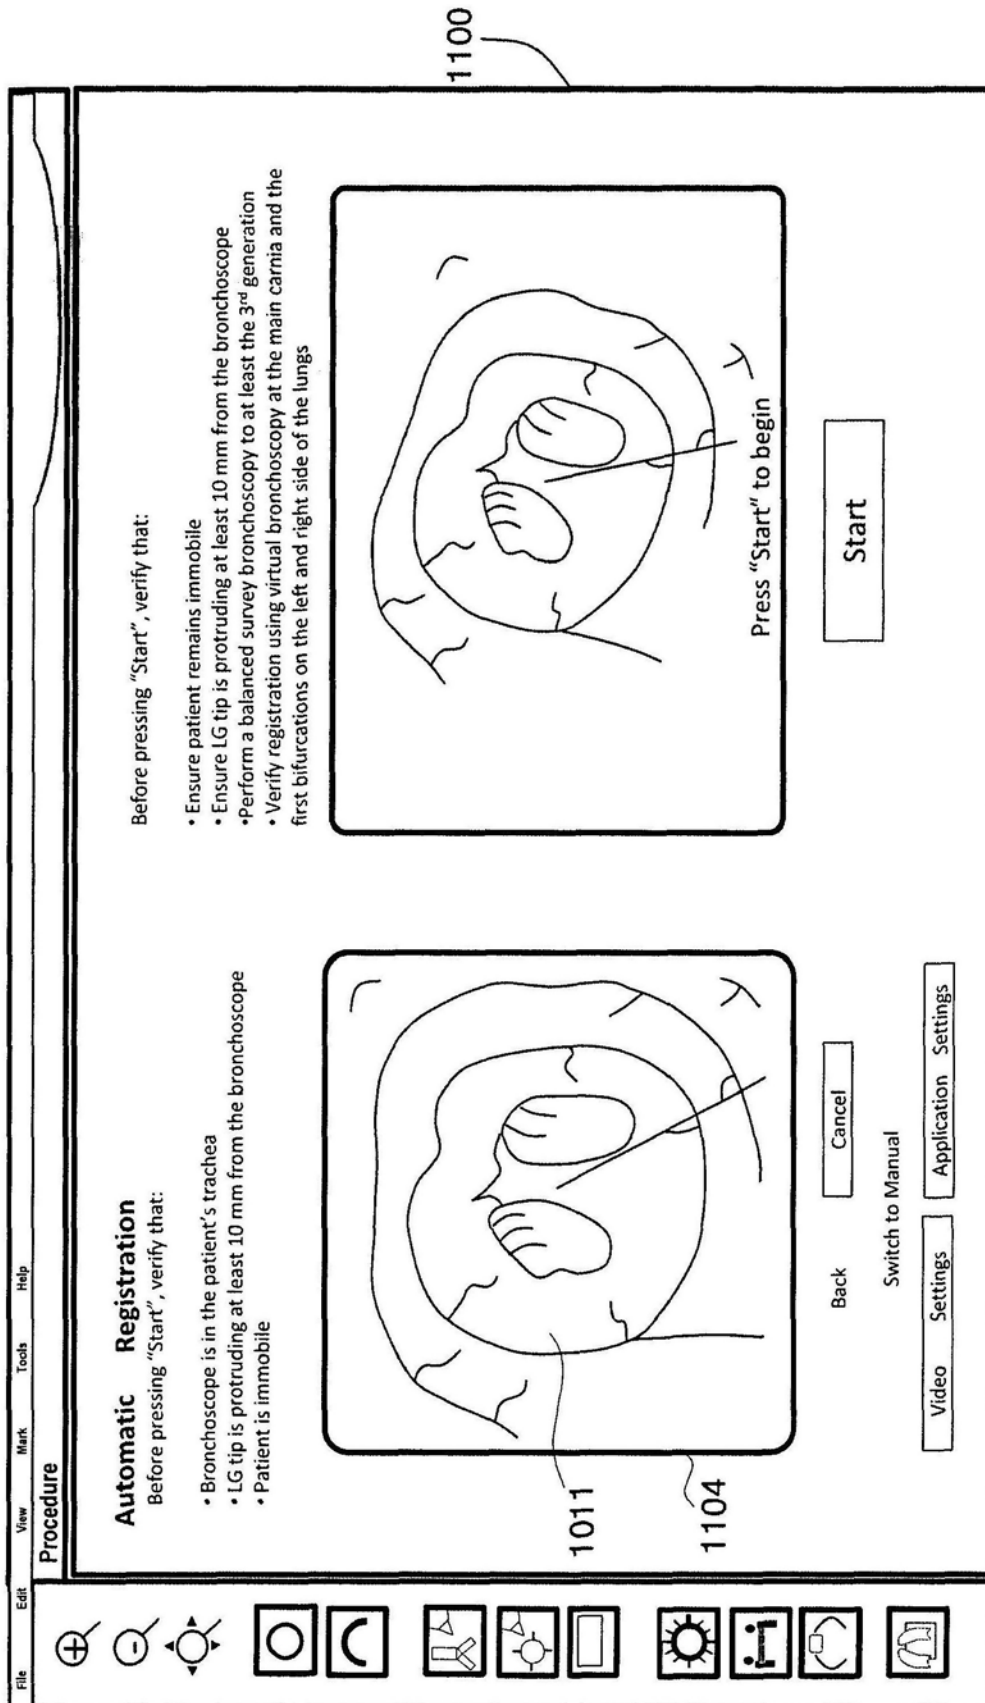 File Edit View Mark Tools Help
Procedure
Automatic Registration
Before pressing “Start”, verify that:
• Bronchoscope is in the patient’s trachea
• LG tip is protruding at least 10 mm from the bronchoscope
• Patient is immobile
1011
1104
Back Cancel
Switch to Manual
Video Settings Application Settings
Before pressing “Start”, verify that:
• Ensure patient remains immobile
• Ensure LG tip is protruding at least 10 mm from the bronchoscope
•Perform a balanced survey bronchoscopy to at least the 3rd generation
• Verify registration using virtual bronchoscopy at the main carnia and the
first bifurcations on the left and right side of the lungs
Press “Start” to begin
Start
1100